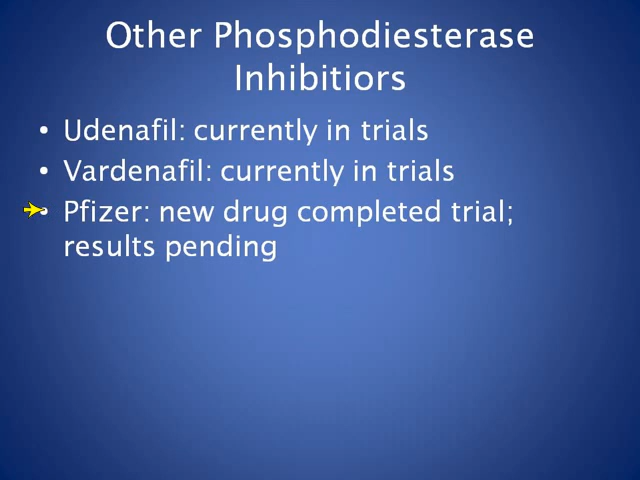 Other Phosphodiesterase
Inhibitiors
• Udenafil: currently in trials
• Vardenafil: currently in trials
• Pfizer: new drug completed trial;
results pending